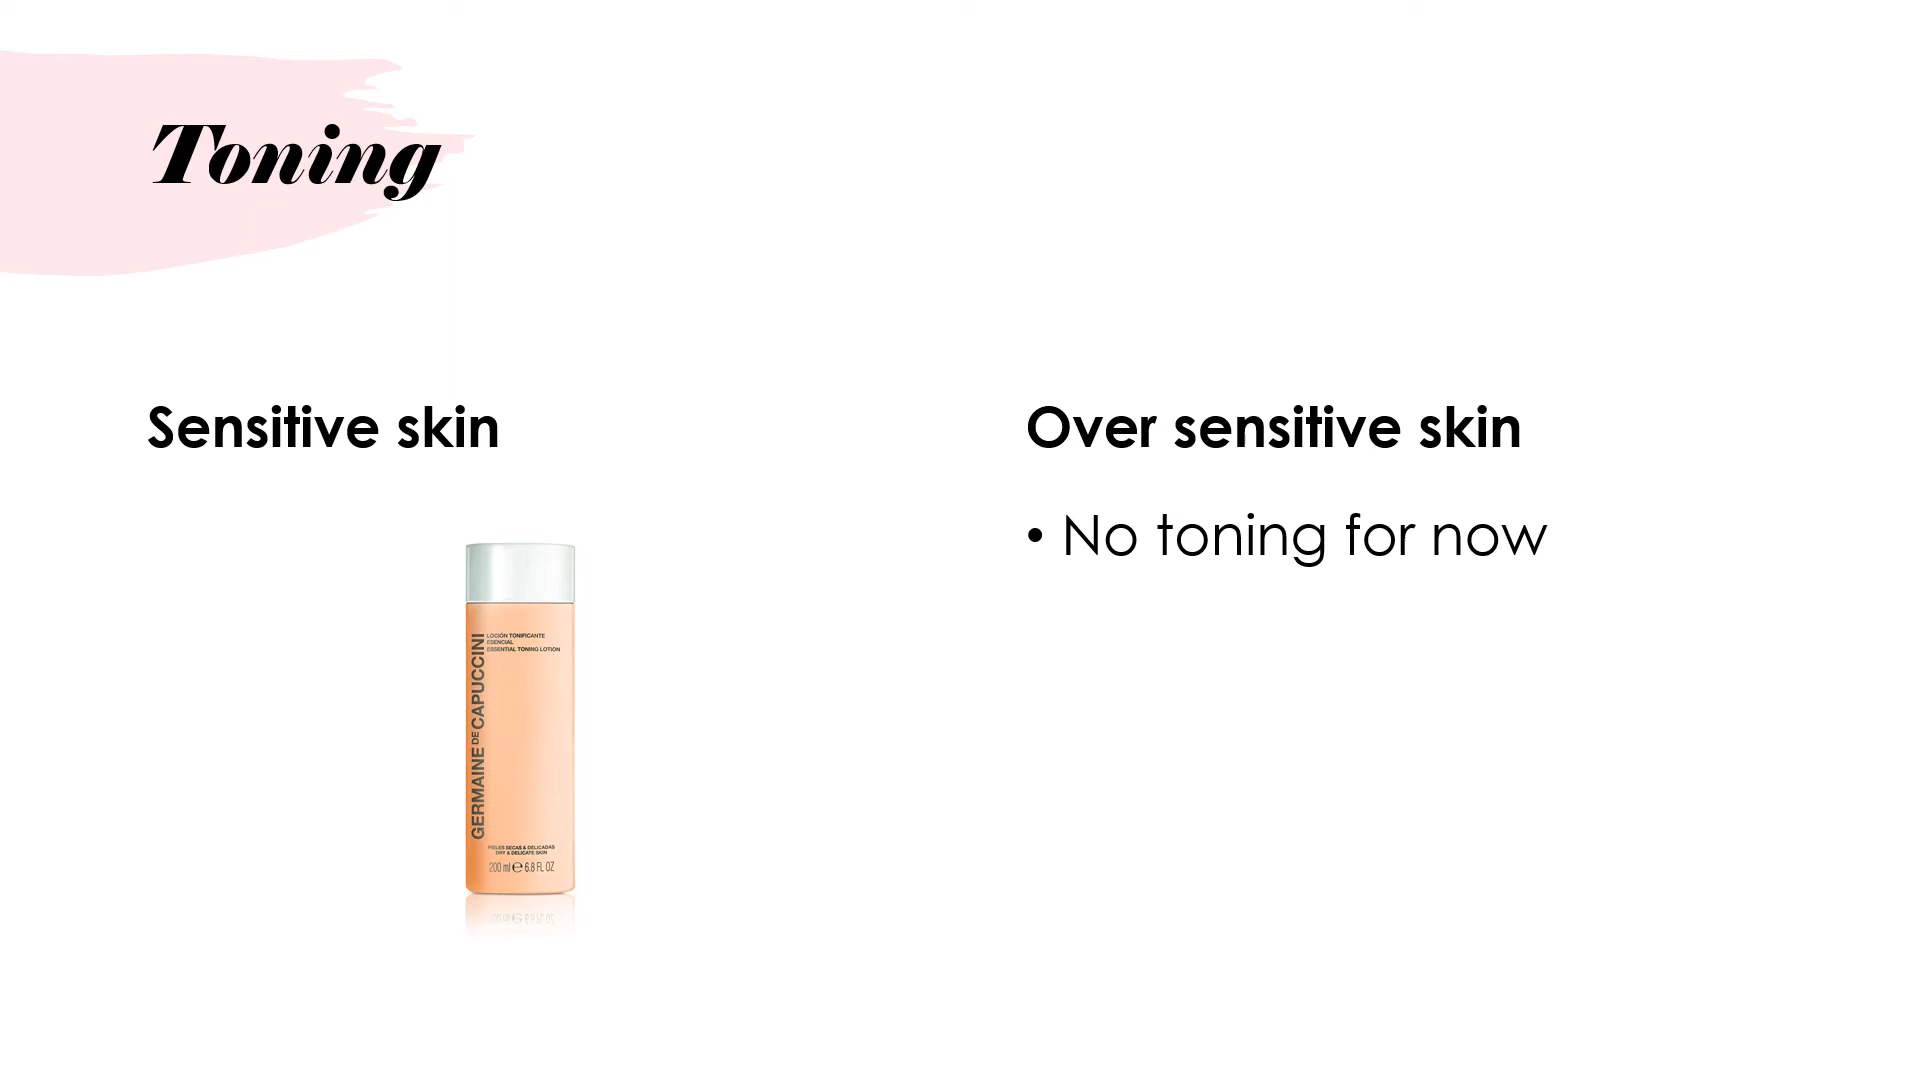 Toning
Sensitive skin
Over sensitive skin
• No toning for now
LOCIÓN TONIFICANTE
ESENCIAL
ESSENTIAL TONING LOTION
GERMAINE DE CAPUCCINI
PIELES SECAS & DELICADAS
DRY & DELICATE SKIN
200 ml ℮ 6.8 FL OZ